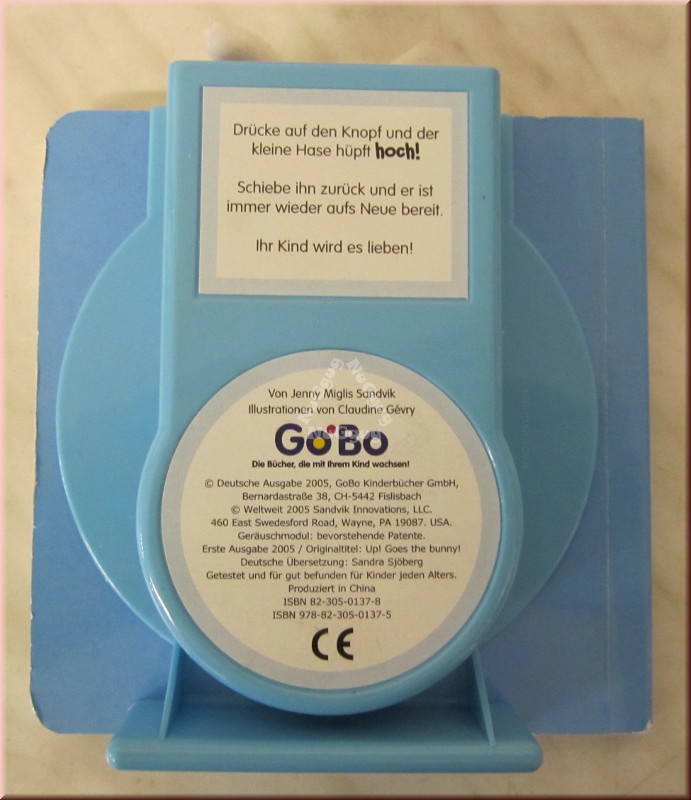 Drücke auf den Knopf und der
kleine Hase hüpft hoch!
Schiebe ihn zurück und er ist
immer wieder aufs Neue bereit.
Ihr Kind wird es lieben!
Von Jenny Miglis Sandvik
Illustrationen von Claudine Gévry
GoBo
Die Bücher, die mit Ihrem Kind wachsen!
© Deutsche Ausgabe 2005, GoBo Kinderbücher GmbH,
Bernardastraße 38, CH-5442 Fislisbach
© Weltweit 2005 Sandvik Innovations, LLC.
460 East Swedesford Road, Wayne, PA 19087. USA.
Geräuschmodul: bevorstehende Patente.
Erste Ausgabe 2005 / Originaltitel: Up! Goes the bunny!
Deutsche Übersetzung: Sandra Sjöberg
Getestet und für gut befunden für Kinder jeden Alters.
Produziert in China
ISBN 82-305-0137-8
ISBN 978-82-305-0137-5
CE